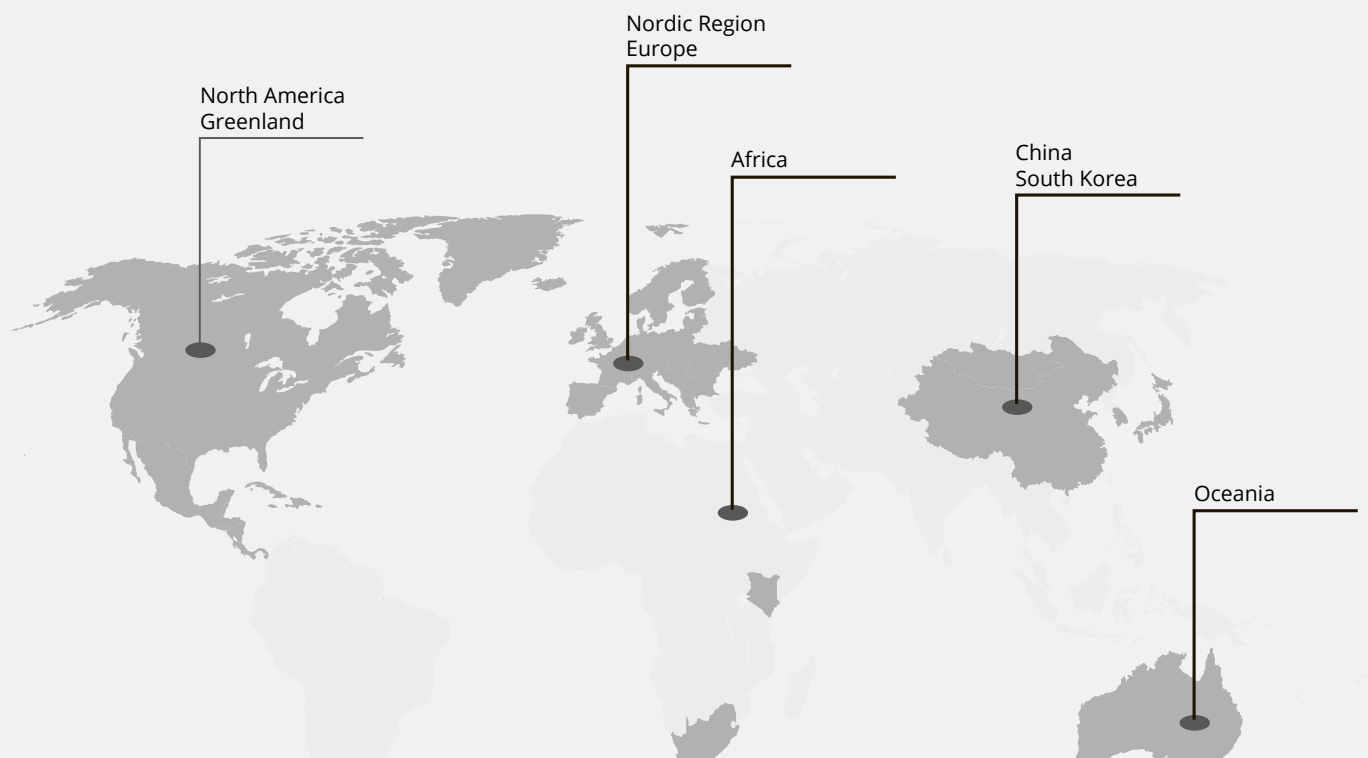 Nordic Region
Europe
North America
Greenland
Africa
China
South Korea
Oceania